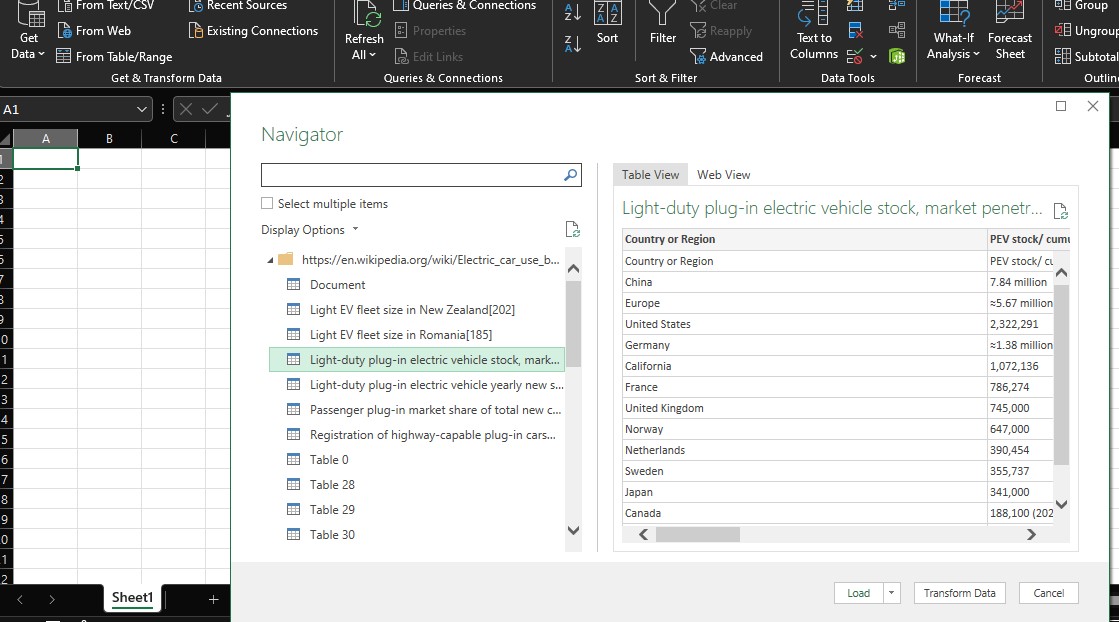 From Text/CSV
Recent Sources
Queries & Connections
Clear
Group
Get
Data
From Web
Existing Connections
Refresh
All
Properties
Sort
Filter
Reapply
Text to
Columns
What-If
Analysis
Forecast
Sheet
Ungroup
From Table/Range
Edit Links
Advanced
Subtotal
Get & Transform Data
Queries & Connections
Sort & Filter
Data Tools
Forecast
Outlin
A1
A B C
Navigator
Select multiple items
Display Options
https://en.wikipedia.org/wiki/Electric_car_use_b...
Document
Light EV fleet size in New Zealand[202]
Light EV fleet size in Romania[185]
Light-duty plug-in electric vehicle stock, mark...
Light-duty plug-in electric vehicle yearly new s...
Passenger plug-in market share of total new c...
Registration of highway-capable plug-in cars...
Table 0
Table 28
Table 29
Table 30
Table View Web View
Light-duty plug-in electric vehicle stock, market penetr...
Country or Region PEV stock/ cumu
Country or Region PEV stock/ cu
China 7.84 million
Europe ≈5.67 million
United States 2,322,291
Germany ≈1.38 million
California 1,072,136
France 786,274
United Kingdom 745,000
Norway 647,000
Netherlands 390,454
Sweden 355,737
Japan 341,000
Canada 188,100 (202
Load Transform Data Cancel
Sheet1